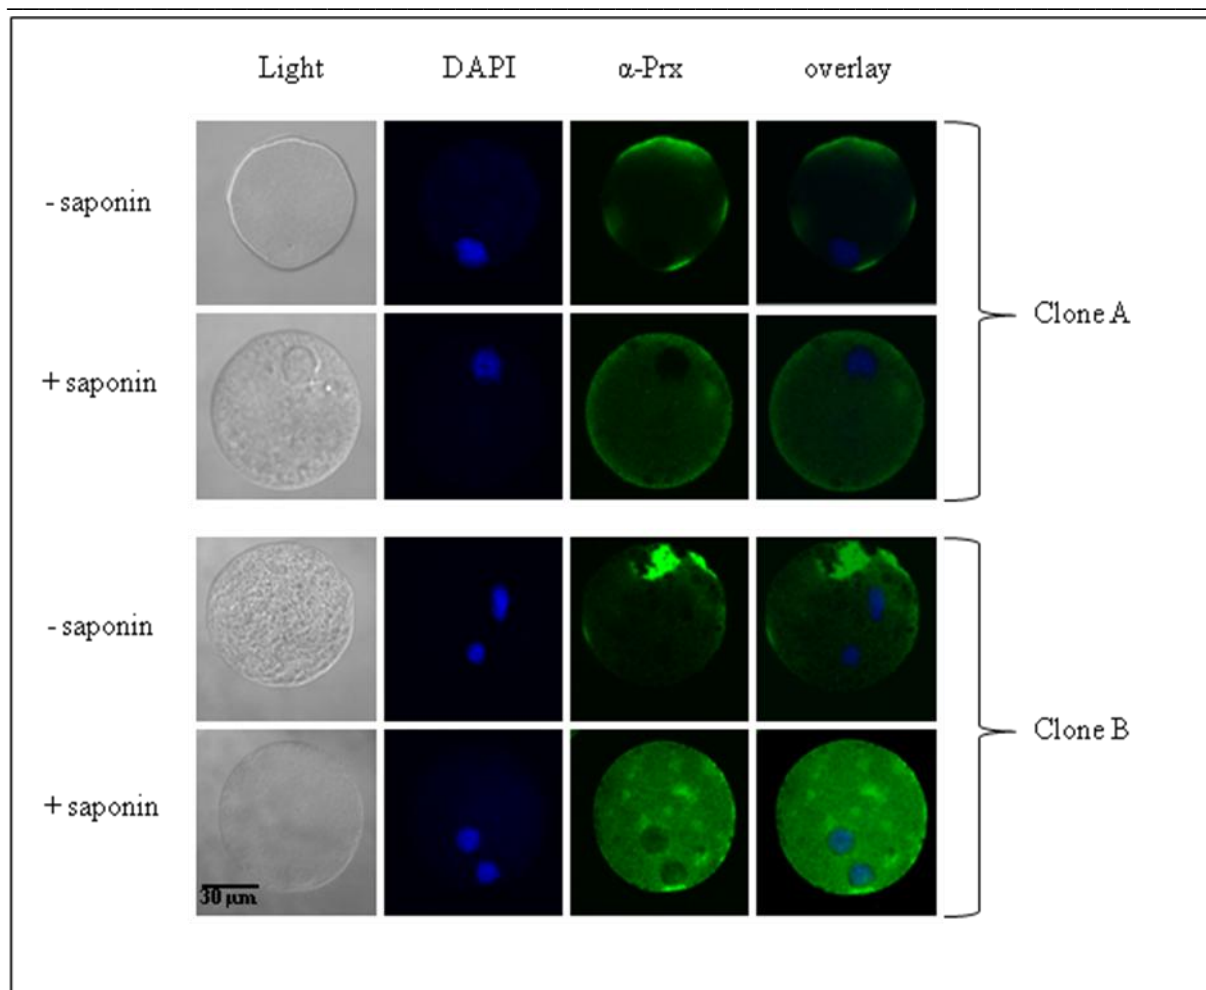 Light DAPI α-Prx overlay
- saponin
Clone A
+ saponin
- saponin
Clone B
+ saponin
30 μm